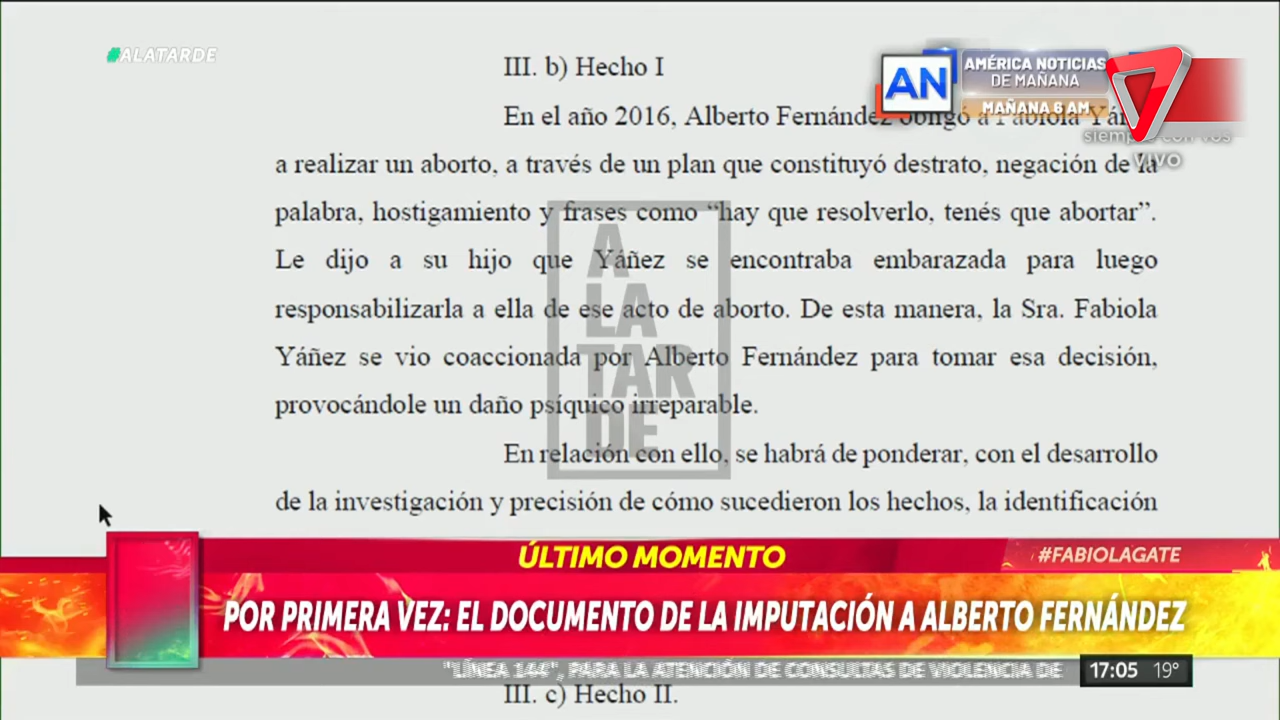 #ALATARDE
AN
AMÉRICA NOTICIAS
DE MAÑANA
MAÑANA 6 AM
siempre con vos
VIVO
III. b) Hecho I
En el año 2016, Alberto Fernández obligó a Fabiola
a realizar un aborto, a través de un plan que constituyó destrato, negación de la
palabra, hostigamiento y frases como “hay que resolverlo, tenés que abortar”.
Le dijo a su hijo que Yáñez se encontraba embarazada para luego
responsabilizarla a ella de ese acto de aborto. De esta manera, la Sra. Fabiola
Yáñez se vio coaccionada por Alberto Fernández para tomar esa decisión,
provocándole un daño psíquico irreparable.
En relación con ello, se habrá de ponderar, con el desarrollo
de la investigación y precisión de cómo sucedieron los hechos, la identificación
A
LA
TAR
DE
ÚLTIMO MOMENTO
#FABIOLAGATE
POR PRIMERA VEZ: EL DOCUMENTO DE LA IMPUTACIÓN A ALBERTO FERNÁNDEZ
"LÍNEA 144", PARA LA ATENCIÓN DE CONSULTAS DE VIOLENCIA DE
17:05 19°
III. c) Hecho II.